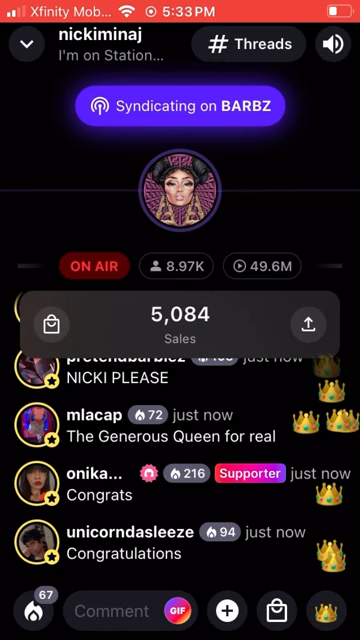 Xfinity Mob... 5:33 PM
nickiminaj
I'm on Station...
Threads
Syndicating on BARBZ
ON AIR 8.97K 49.6M
5,084
Sales
just now
NICKI PLEASE
mlacap 72 just now
The Generous Queen for real
onika... 216 Supporter just now
Congrats
unicorndasleeze 94 just now
Congratulations
67
Comment GIF